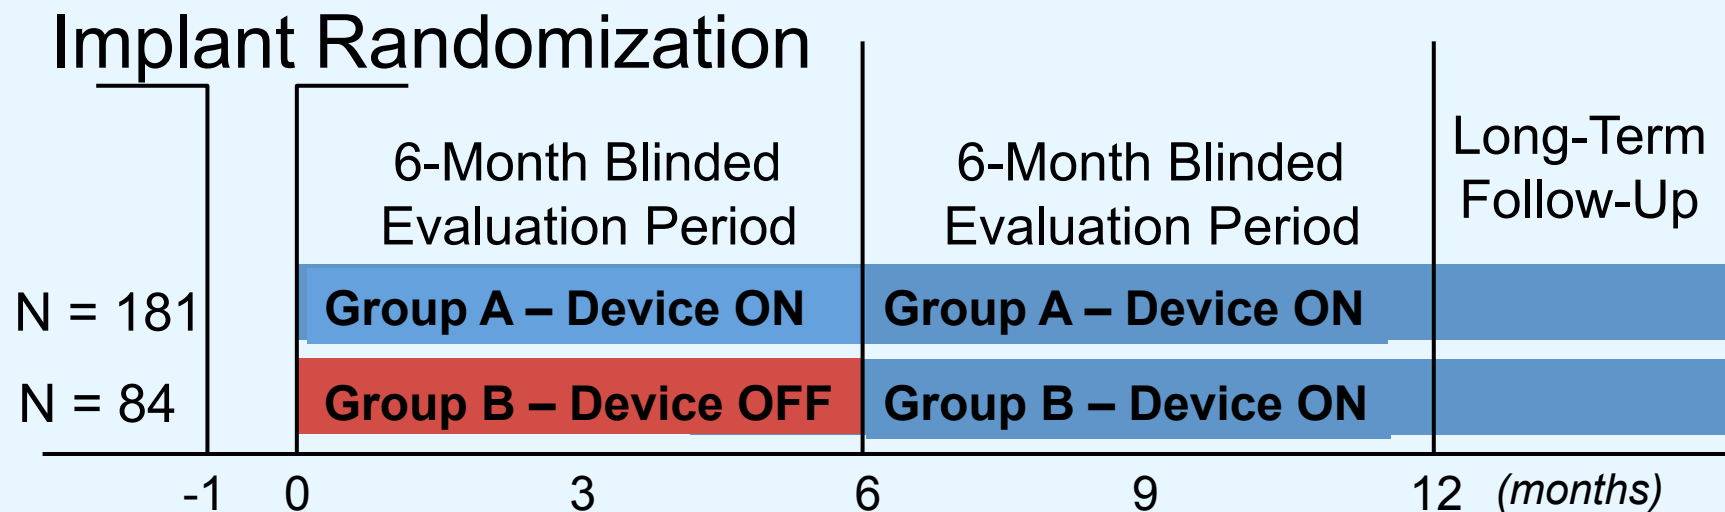 Implant Randomization
6-Month Blinded
Evaluation Period
6-Month Blinded
Evaluation Period
Long-Term
Follow-Up
N = 181
Group A – Device ON
Group A – Device ON
N = 84
Group B – Device OFF
Group B – Device ON
-1 0 3 6 9 12 (months)